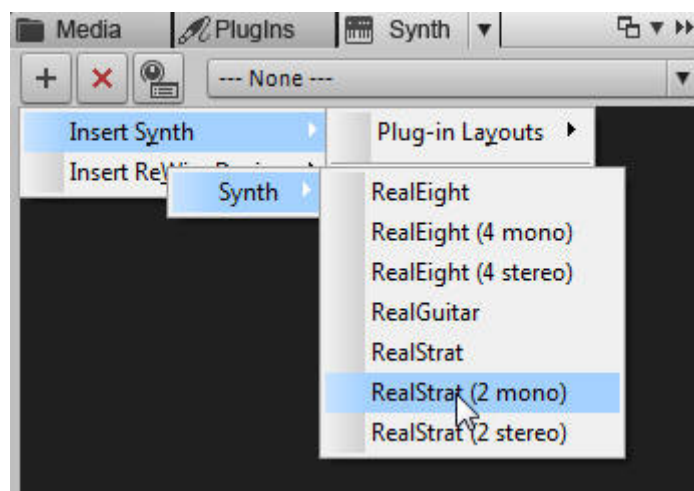 Media PlugIns Synth
--- None ---
Insert Synth
Plug-in Layouts
Insert
Synth
RealEight
RealEight (4 mono)
RealEight (4 stereo)
RealGuitar
RealStrat
RealStrat (2 mono)
RealStrat (2 stereo)